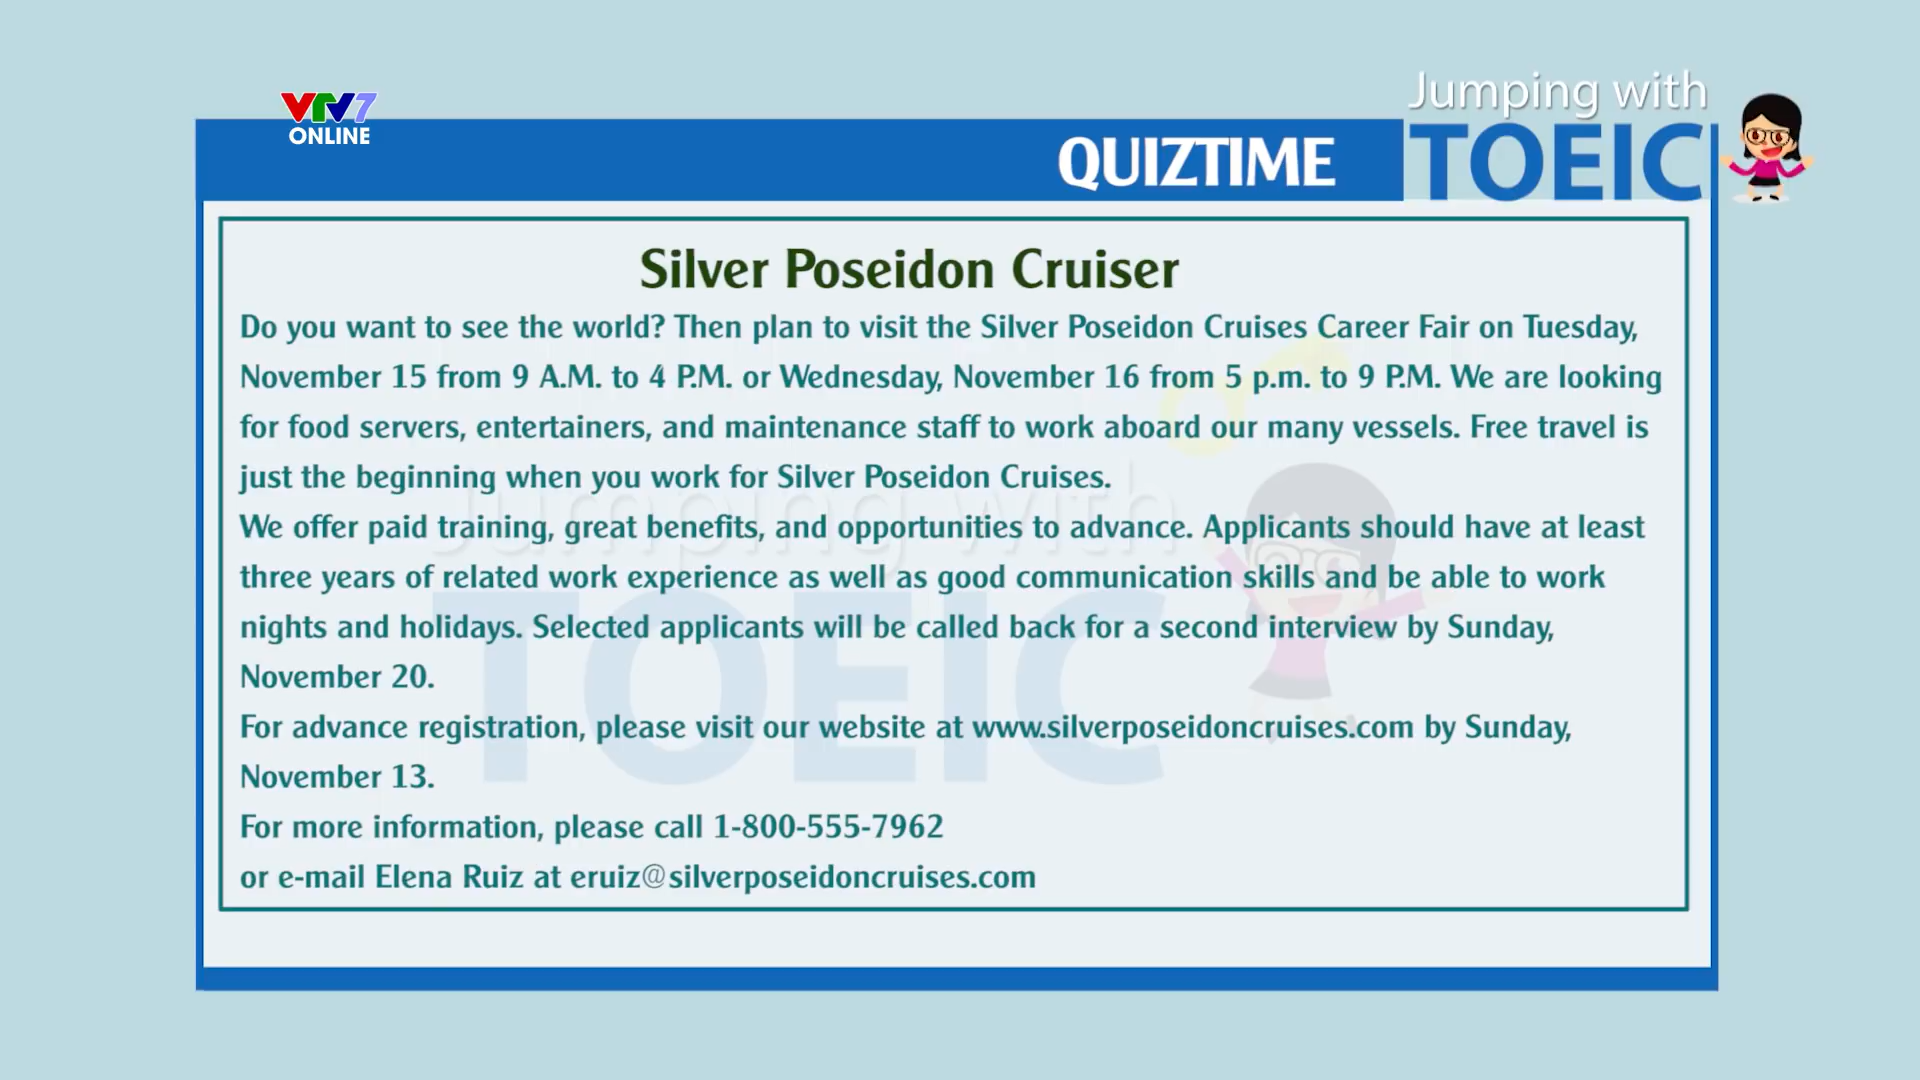 VTV7
ONLINE
Jumping with
QUIZTIME
TOEIC
Silver Poseidon Cruiser
Do you want to see the world? Then plan to visit the Silver Poseidon Cruises Career Fair on Tuesday,
November 15 from 9 A.M. to 4 P.M. or Wednesday, November 16 from 5 p.m. to 9 P.M. We are looking
for food servers, entertainers, and maintenance staff to work aboard our many vessels. Free travel is
just the beginning when you work for Silver Poseidon Cruises.
We offer paid training, great benefits, and opportunities to advance. Applicants should have at least
three years of related work experience as well as good communication skills and be able to work
nights and holidays. Selected applicants will be called back for a second interview by Sunday,
November 20.
For advance registration, please visit our website at www.silverposeidoncruises.com by Sunday,
November 13.
For more information, please call 1-800-555-7962
or e-mail Elena Ruiz at eruiz@silverposeidoncruises.com
Jumping with
TOEIC